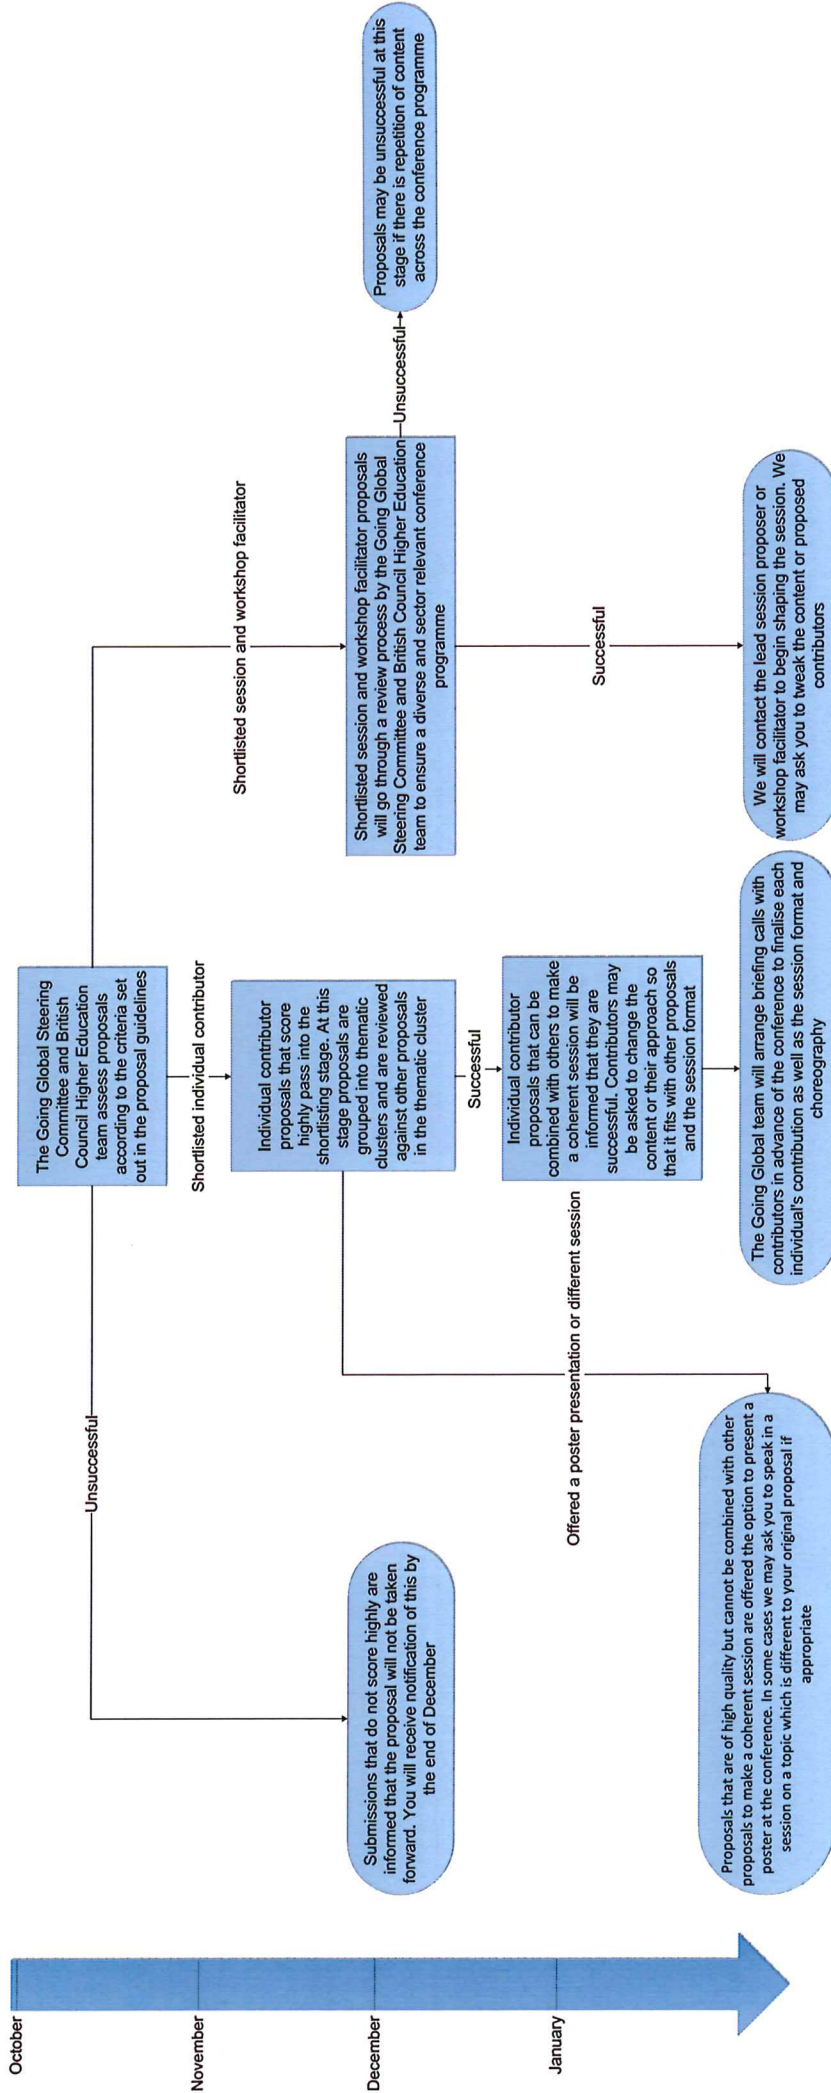 October
November
December
January
The Going Global Steering
Committee and British
Council Higher Education
team assess proposals
according to the criteria set
out in the proposal guidelines
Unsuccessful
Shortlisted individual contributor
Shortlisted session and workshop facilitator
Submissions that do not score highly are
informed that the proposal will not be taken
forward. You will receive notification of this by
the end of December
Individual contributor
proposals that score
highly pass into the
shortlisting stage. At this
stage proposals are
grouped into thematic
clusters and are reviewed
against other proposals
in the thematic cluster
Shortlisted session and workshop facilitator proposals
will go through a review process by the Going Global
Steering Committee and British Council Higher Education
team to ensure a diverse and sector relevant conference
programme
Unsuccessful
Proposals may be unsuccessful at this
stage if there is repetition of content
across the conference programme
Successful
Offered a poster presentation or different session
Individual contributor
proposals that can be
combined with others to make
a coherent session will be
informed that they are
successful. Contributors may
be asked to change the
content or their approach so
that it fits with other proposals
and the session format
Successful
Proposals that are of high quality but cannot be combined with other
proposals to make a coherent session are offered the option to present a
poster at the conference. In some cases we may ask you to speak in a
session on a topic which is different to your original proposal if
appropriate
The Going Global team will arrange briefing calls with
contributors in advance of the conference to finalise each
individual's contribution as well as the session format and
choreography
We will contact the lead session proposer or
workshop facilitator to begin shaping the session. We
may ask you to tweak the content or proposed
contributors